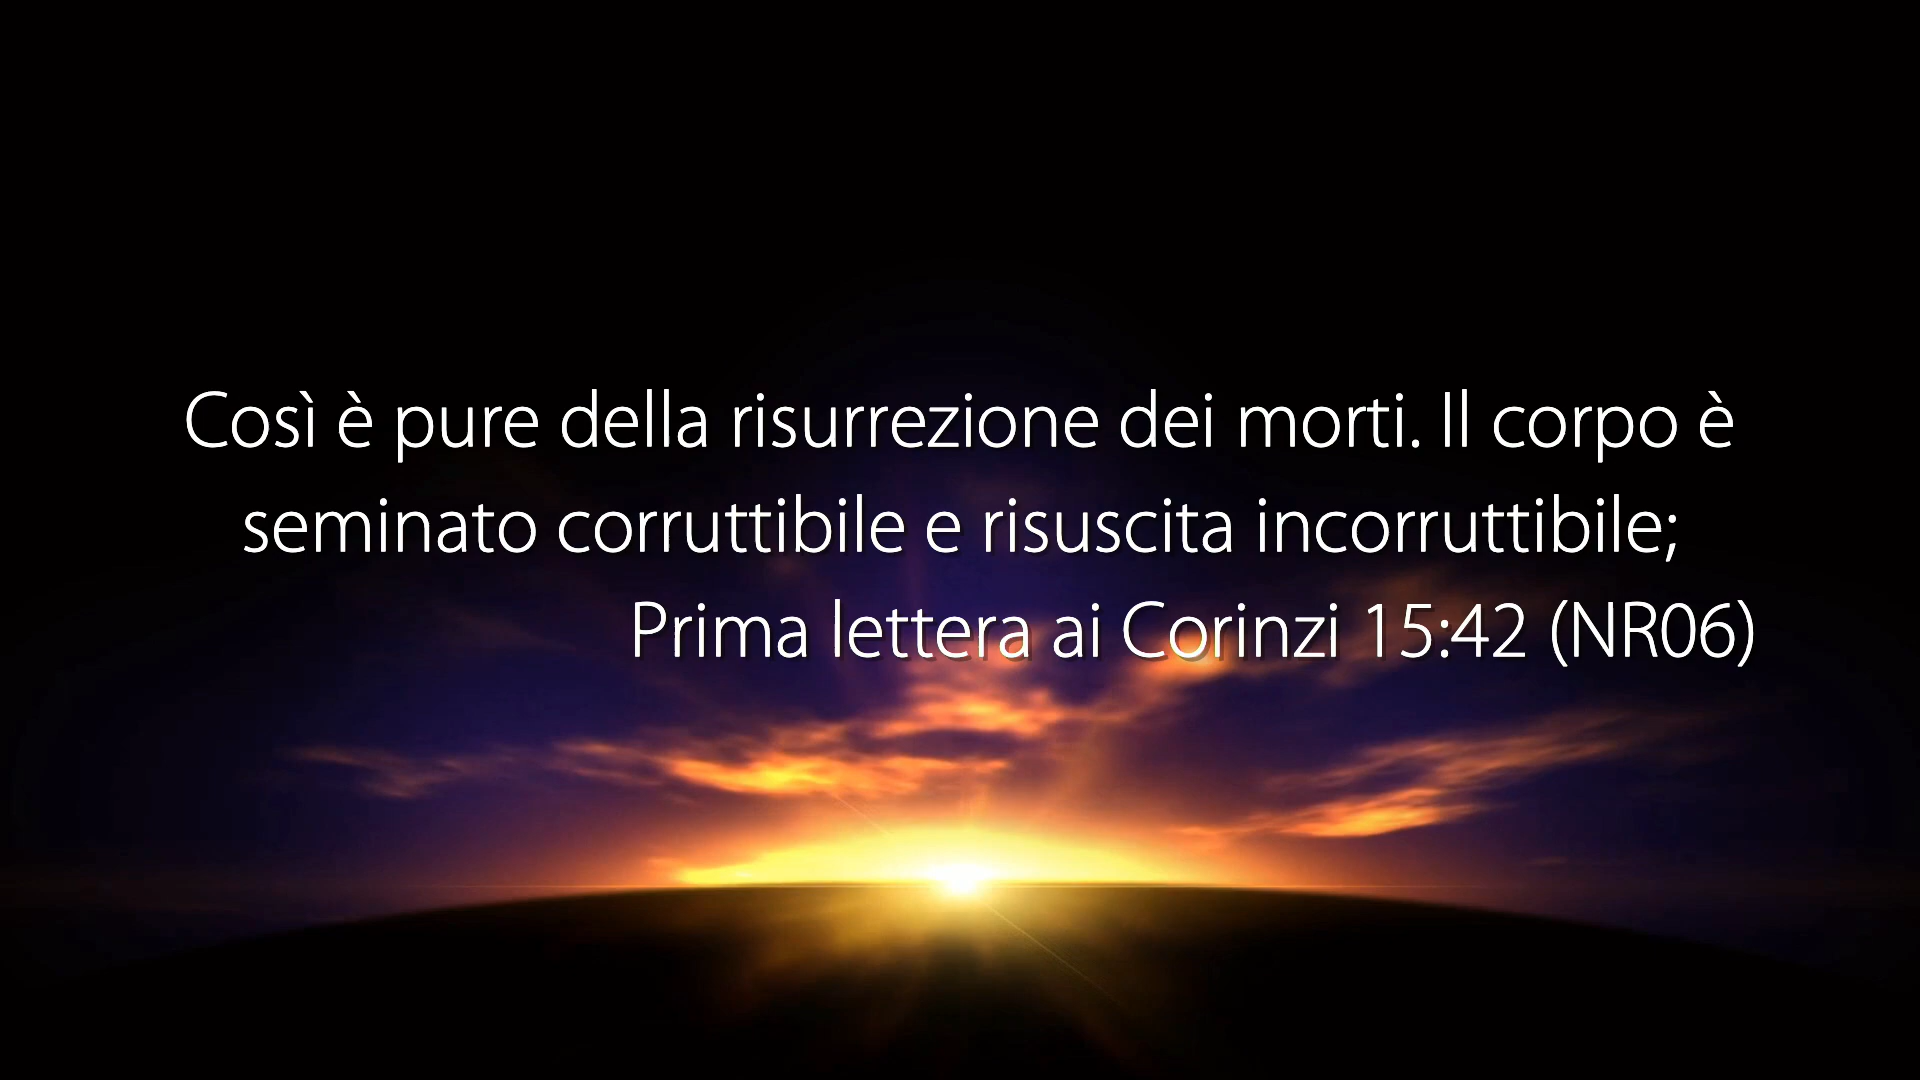 Così è pure della risurrezione dei morti. Il corpo è
seminato corruttibile e risuscita incorruttibile;
Prima lettera ai Corinzi 15:42 (NR06)